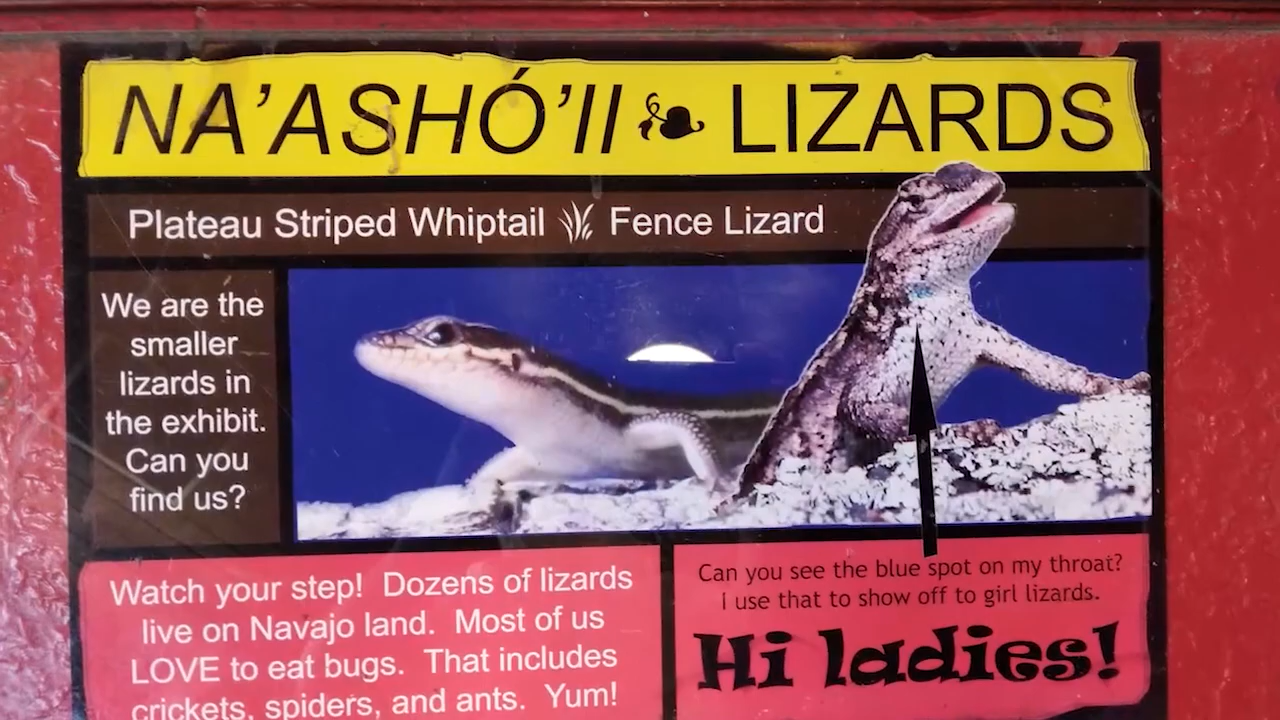 NA'ASHÓ'II LIZARDS
Plateau Striped Whiptail Fence Lizard
We are the
smaller
lizards in
the exhibit.
Can you
find us?
Watch your step! Dozens of lizards
live on Navajo land. Most of us
LOVE to eat bugs. That includes
crickets, spiders, and ants. Yum!
Can you see the blue spot on my throat?
I use that to show off to girl lizards.
Hi ladies!